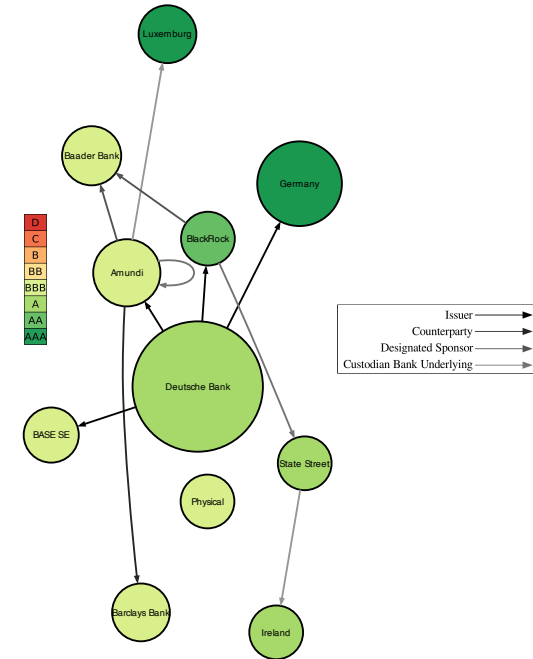 Luxemburg
Baader Bank
Germany
BlackRock
Amundi
D
C
B
BB
BBB
A
AA
AAA
Issuer
Counterparty
Designated Sponsor
Custodian Bank Underlying
Deutsche Bank
BASE SE
State Street
Physical
Barclays Bank
Ireland